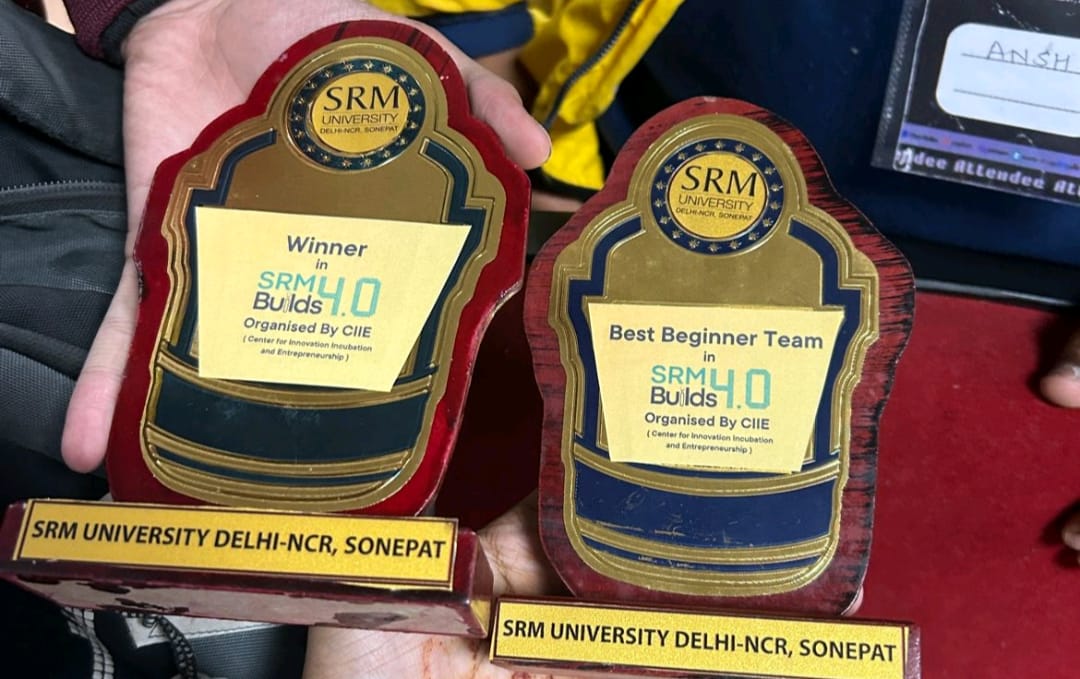 SRM
UNIVERSITY
DELHI-NCR, SONEPAT
Winner
in
SRM
Builds 4.0
Organised By CIIE
( Center for Innovation Incubation
and Entrepreneurship )
SRM UNIVERSITY DELHI-NCR, SONEPAT
SRM
UNIVERSITY
DELHI-NCR, SONEPAT
Best Beginner Team
in
SRM
Builds 4.0
Organised By CIIE
( Center for Innovation Incubation
and Entrepreneurship )
SRM UNIVERSITY DELHI-NCR, SONEPAT
ANSH
Attendee